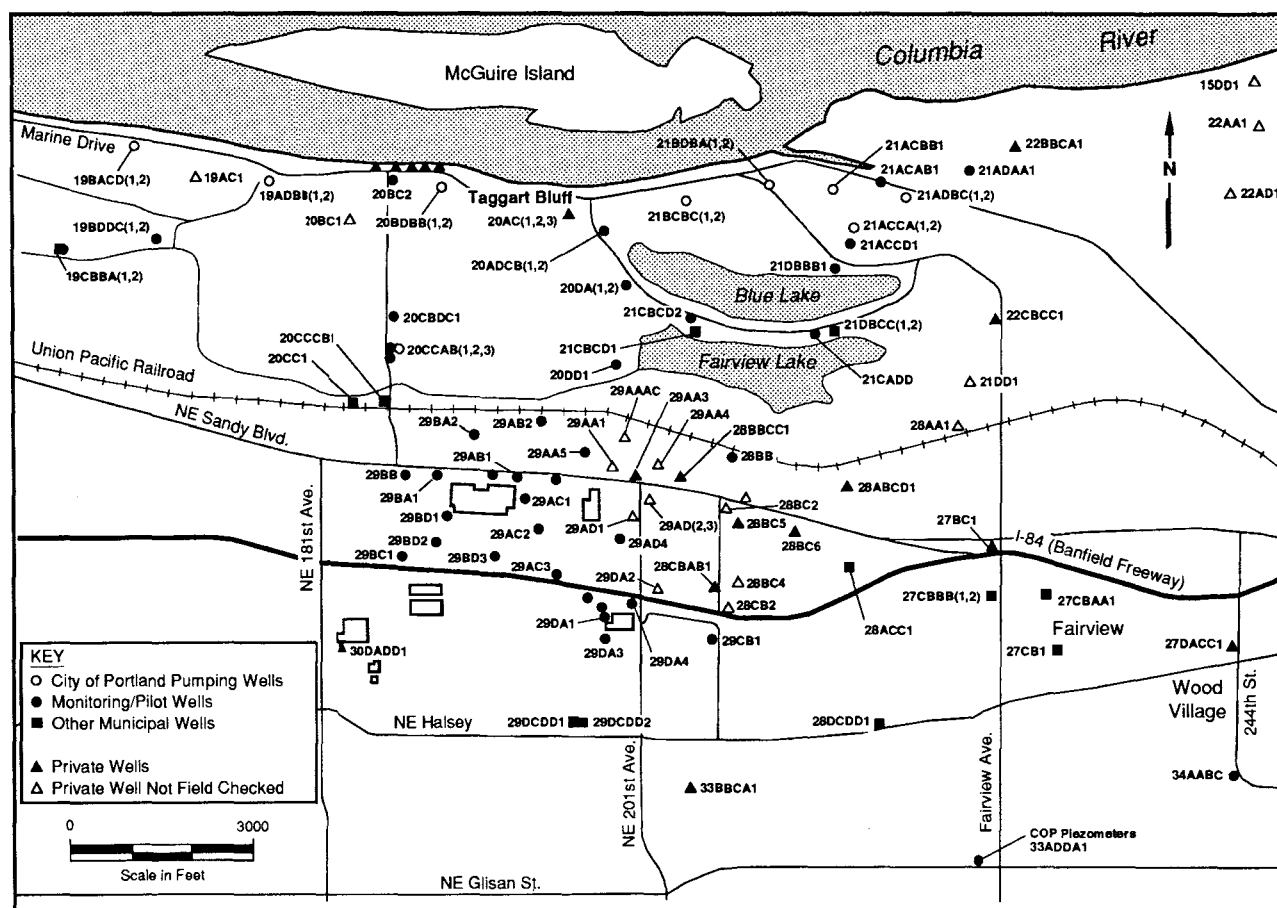 Columbia
River
McGuire Island
15DD1
22AA1
Marine Drive
21BDBA(1,2)
21ACBB1
22BBCA1
21ACAB1
21ADAA1
N
19BACD(1,2)
19AC1
19ADBB(1,2)
20BC2
Taggart Bluff
22AD1
20BC1
20BDBB(1,2)
20AC(1,2,3)
21BCBC(1,2)
21ADBC(1,2)
19BDDC(1,2)
21ACCA(1,2)
21ACCD1
19CBBA(1,2)
20ADCB(1,2)
21DBBB1
20DA(1,2)
Blue Lake
21CBCD2
20CBDC1
22CBCC1
21DBCC(1,2)
Union Pacific Railroad
20CCCB1
20CC1
20CCAB(1,2,3)
21CBCD1
Fairview Lake
20DD1
21CADD
21DD1
NE Sandy Blvd.
29AAAC
29AA3
29AA4
29BA2
29AB2
29AA1
28BBCC1
28AA1
29AB1
29AA5
28BB
29BB
29BA1
28ABCD1
NE 181st Ave.
29AC1
29BD1
29AD1
29AD(2,3)
28BC2
28BC5
27BC1
I-84 (Banfield Freeway)
29BD2
29AC2
29AD4
28BC6
29BC1
29BD3
29AC3
28CBAB1
29DA2
28BC4
28CB2
27CBBB(1,2)
27CBAA1
28ACC1
Fairview
29DA1
29DA3
29DA4
29CB1
27CB1
27DACC1
KEY
30DADD1
City of Portland Pumping Wells
Monitoring/Pilot Wells
Other Municipal Wells
Private Wells
Private Well Not Field Checked
Wood
Village
244th St.
NE Halsey
29DCDD1
29DCDD2
28DCDD1
NE 201st Ave.
Fairview Ave.
33BBCA1
34AABC
0
3000
Scale in Feet
COP Piezometers
33ADDA1
NE Glisan St.